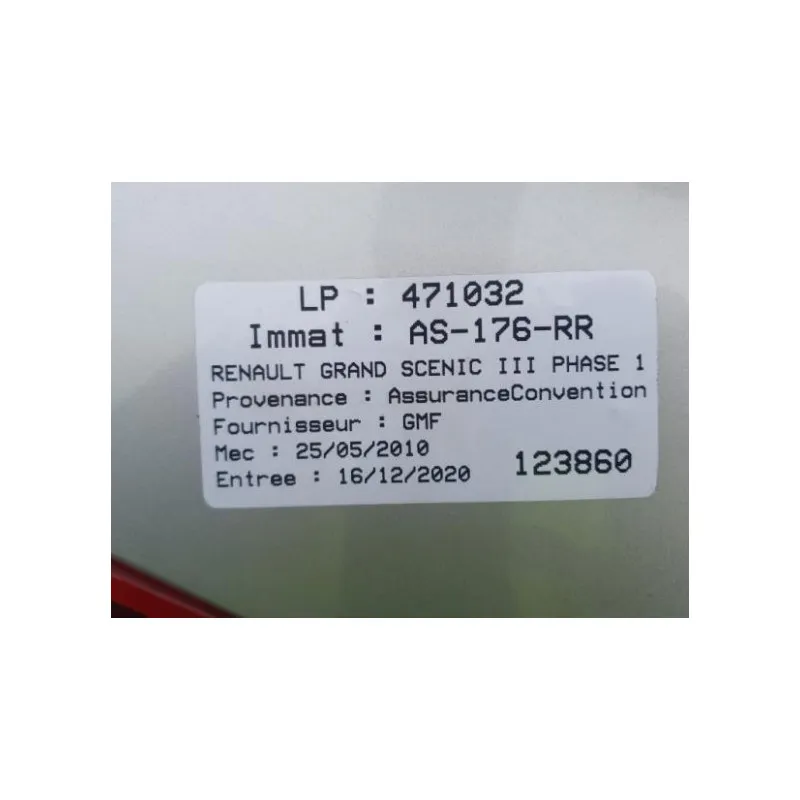 LP : 471032
Immat : AS-176-RR
RENAULT GRAND SCENIC III PHASE 1
Provenance : AssuranceConvention
Fournisseur : GMF
Mec : 25/05/2010
Entree : 16/12/2020 123860